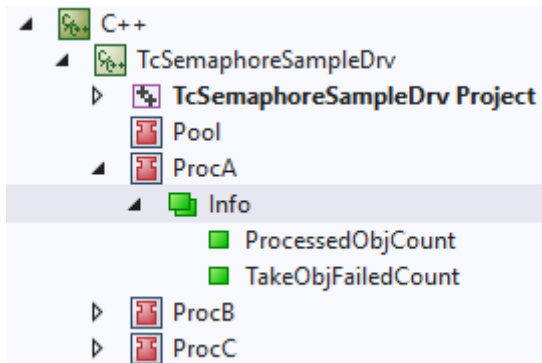 C++
TcSemaphoreSampleDrv
TcSemaphoreSampleDrv Project
Pool
ProcA
Info
ProcessedObjCount
TakeObjFailedCount
ProcB
ProcC